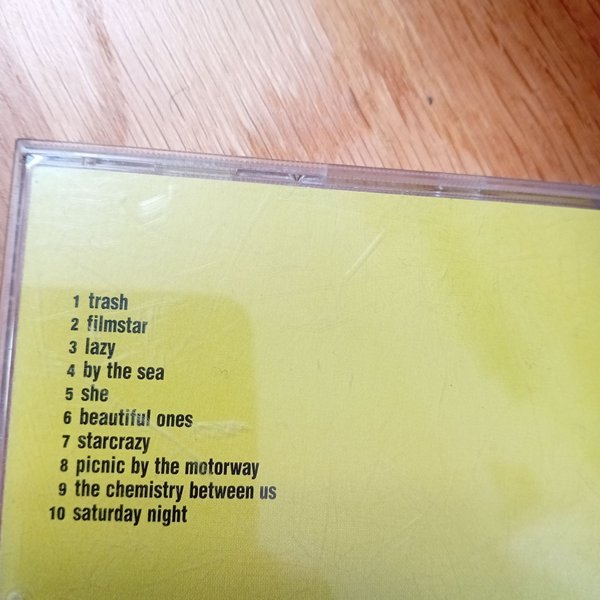 1 trash
2 filmstar
3 lazy
4 by the sea
5 she
6 beautiful ones
7 starcrazy
8 picnic by the motorway
9 the chemistry between us
10 saturday night